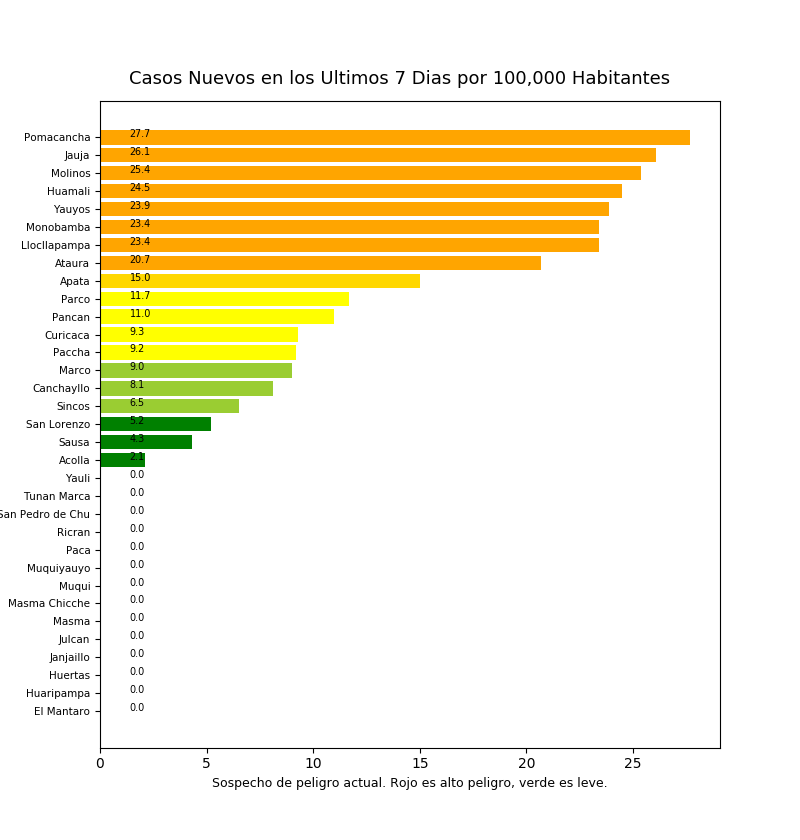 Casos Nuevos en los Ultimos 7 Dias por 100,000 Habitantes
Pomacancha 27.7
Jauja 26.1
Molinos 25.4
Huamali 24.5
Yauyos 23.9
Monobamba 23.4
Llocllapampa 23.4
Ataura 20.7
Apata 15.0
Parco 11.7
Pancan 11.0
Curicaca 9.3
Paccha 9.2
Marco 9.0
Canchayllo 8.1
Sincos 6.5
San Lorenzo 5.2
Sausa 4.3
Acolla 2.1
Yauli 0.0
Tunan Marca 0.0
San Pedro de Chu 0.0
Ricran 0.0
Paca 0.0
Muquiyauyo 0.0
Muqui 0.0
Masma Chicche 0.0
Masma 0.0
Julcan 0.0
Janjaillo 0.0
Huertas 0.0
Huaripampa 0.0
El Mantaro 0.0
0 5 10 15 20 25
Sospecho de peligro actual. Rojo es alto peligro, verde es leve.